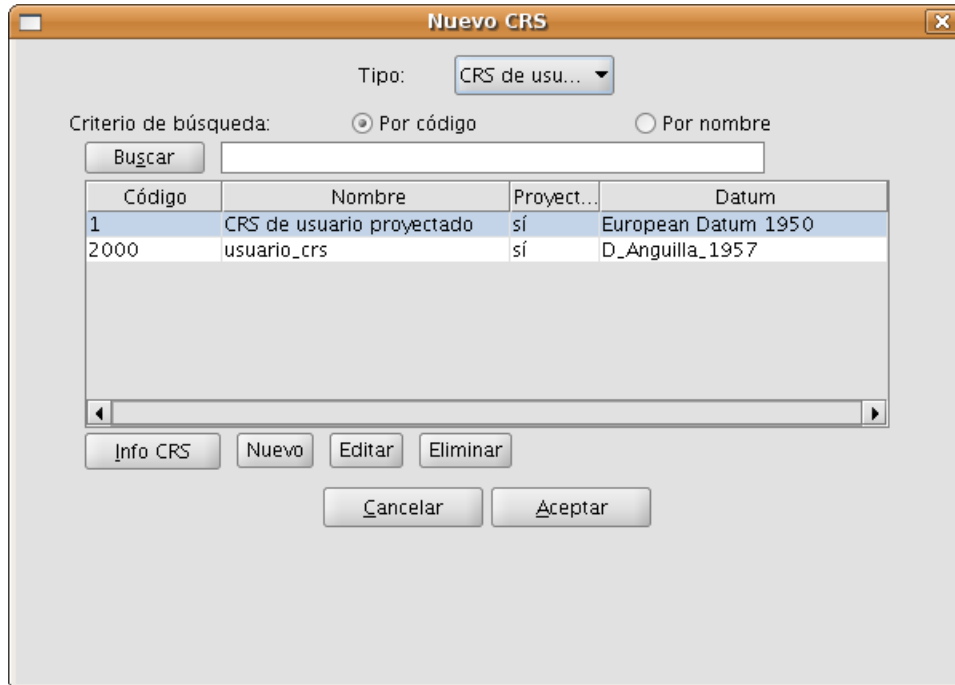 Nuevo CRS
Tipo: CRS de usu...
Criterio de búsqueda: Por código Por nombre
Buscar
Código Nombre Proyect... Datum
1 CRS de usuario proyectado sí European Datum 1950
2000 usuario_crs sí D_Anguilla_1957
Info CRS Nuevo Editar Eliminar
Cancelar Aceptar